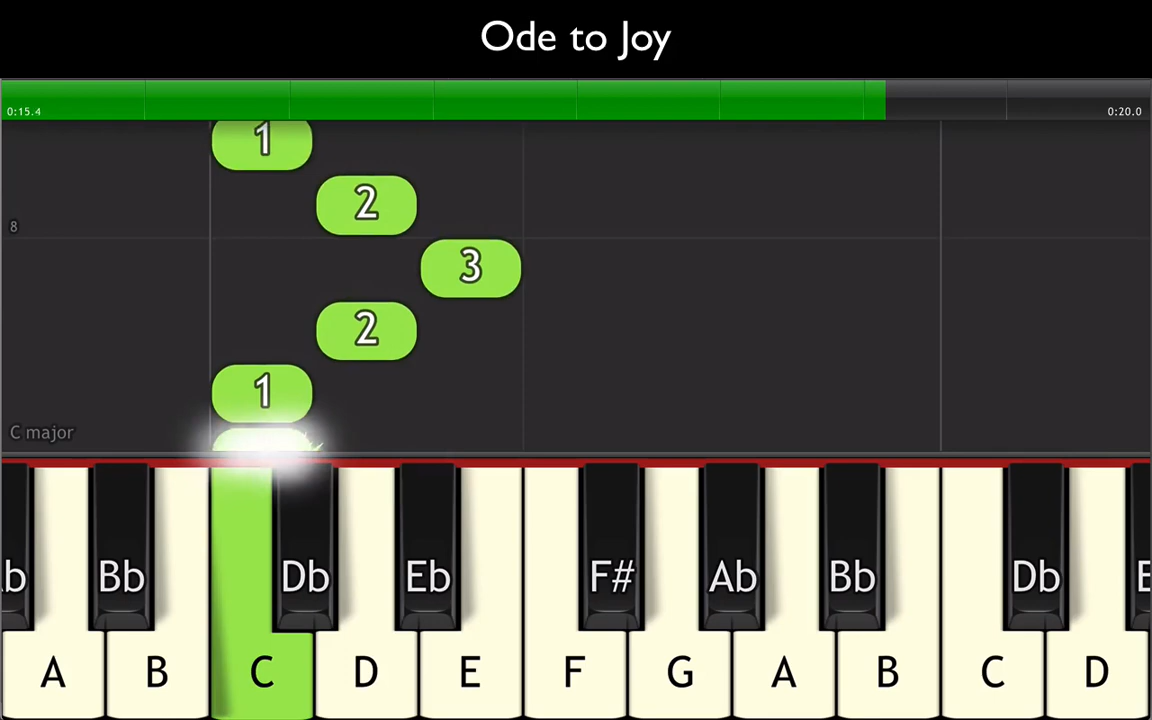 Ode to Joy
0:15.4 0:20.0
1
2
8
3
2
1
C major
b Bb Db Eb F# Ab Bb Db E
A B C D E F G A B C D